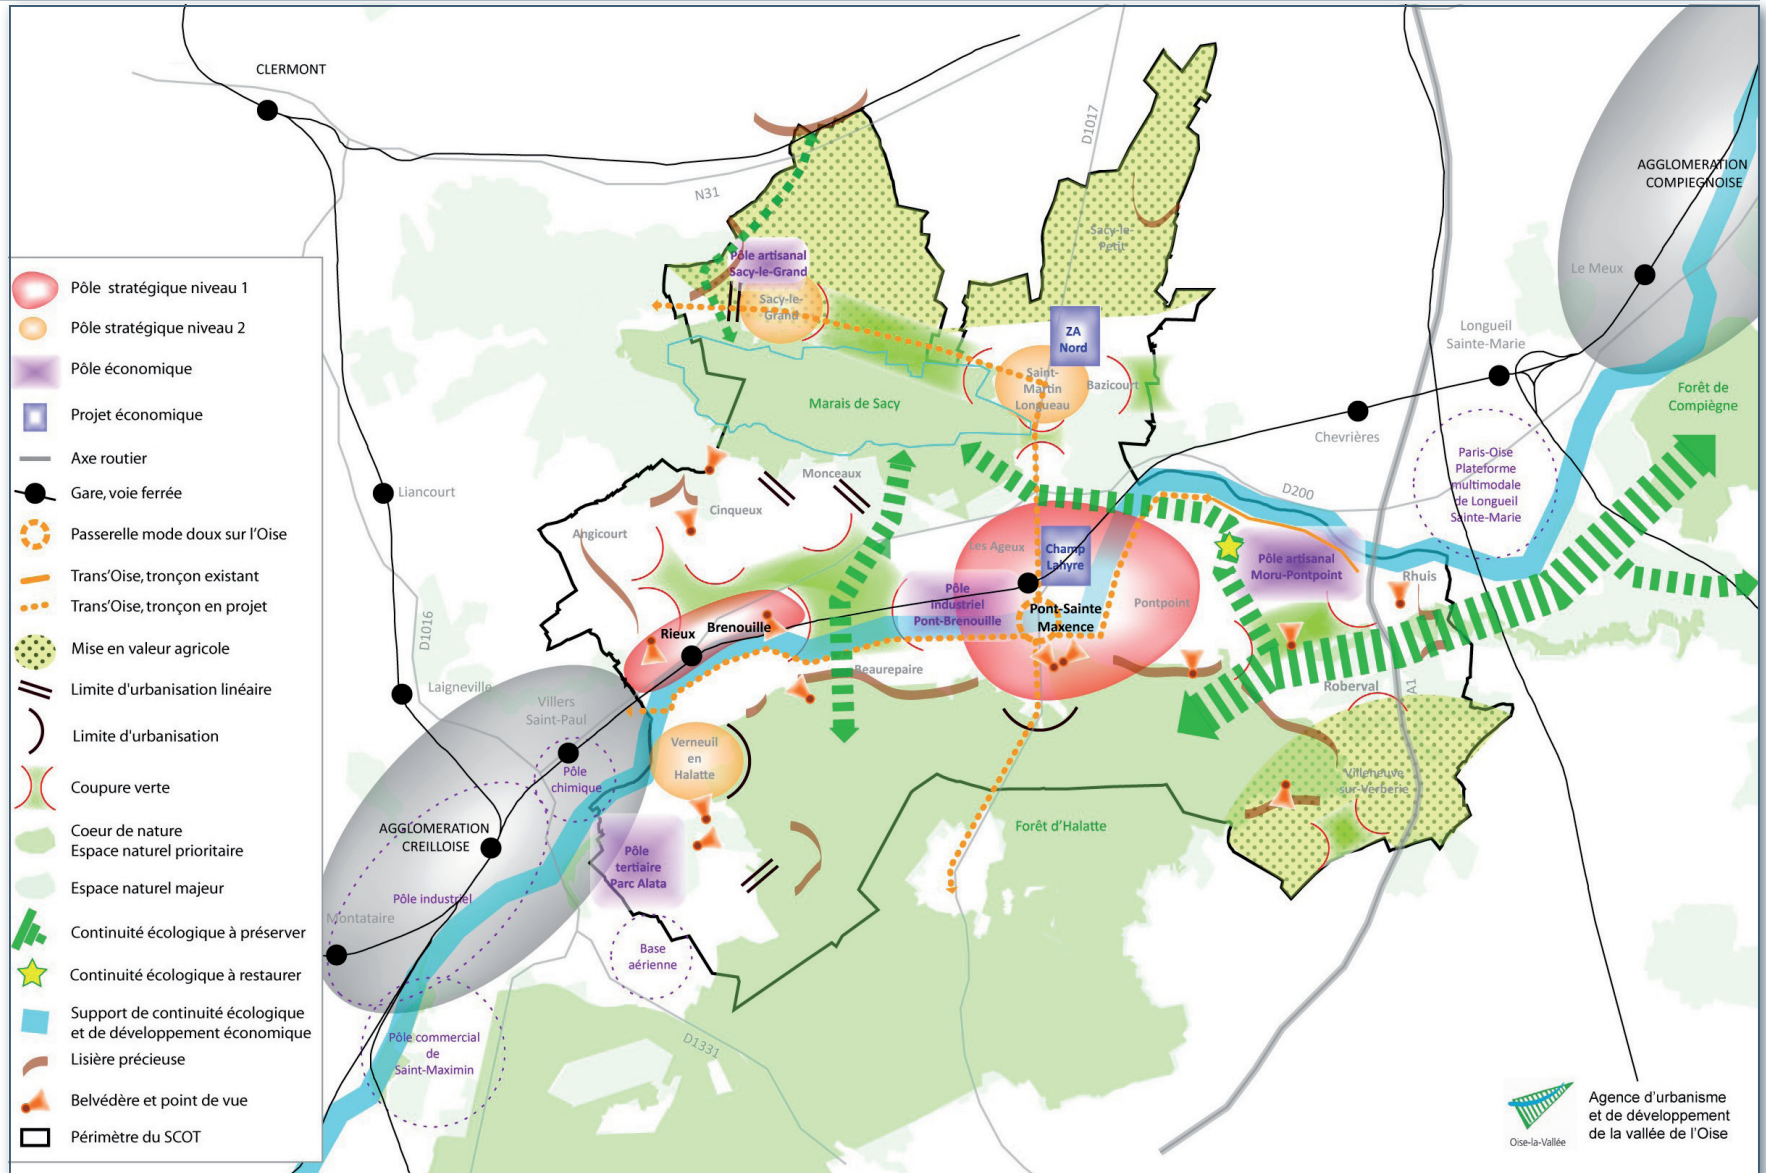 CLERMONT
D1017
N31
AGGLOMERATION
COMPIEGNOISE
Le Meux
Longueil
Sainte-Marie
Forêt de
Compiègne
Chevrières
Paris-Oise
Plateforme
multimodale
de Longueil
Sainte-Marie
D200
Sacy-le-
Petit
Pôle artisanal
Sacy-le-Grand
Sacy-le-
Grand
ZA
Nord
Saint-
Martin
Longueau
Bazicourt
Marais de Sacy
Monceaux
Cinqueux
Angicourt
Liancourt
Les Ageux
Champ
Lahyre
Pôle
Industriel
Pont-Brenouille
Pont-Sainte
Maxence
Pontpoint
Pôle artisanal
Moru-Pontpoint
Rhuis
Rieux
Brenouille
Beaurepaire
Roberval
A1
D1016
Laigneville
Villers
Saint-Paul
Verneuil
en
Halatte
Pôle
chimique
Villeneuve
sur-Verberie
Forêt d'Halatte
AGGLOMERATION
CREILLOISE
Pôle
tertiaire
Parc Alata
Pôle industriel
Montataire
Base
aérienne
Pôle commercial
de
Saint-Maximin
D1331
Pôle stratégique niveau 1
Pôle stratégique niveau 2
Pôle économique
Projet économique
Axe routier
Gare, voie ferrée
Passerelle mode doux sur l'Oise
Trans'Oise, tronçon existant
Trans'Oise, tronçon en projet
Mise en valeur agricole
Limite d'urbanisation linéaire
Limite d'urbanisation
Coupure verte
Coeur de nature
Espace naturel prioritaire
Espace naturel majeur
Continuité écologique à préserver
Continuité écologique à restaurer
Support de continuité écologique
et de développement économique
Lisière précieuse
Belvédère et point de vue
Périmètre du SCOT
Oise-la-Vallée
Agence d'urbanisme
et de développement
de la vallée de l'Oise